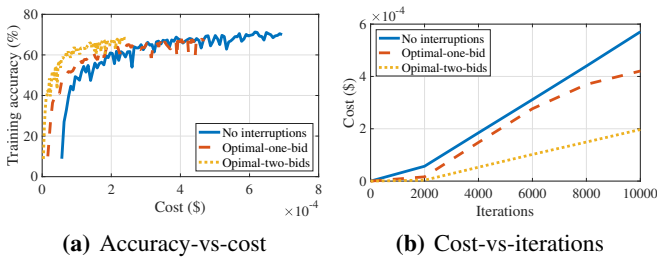 80
60
40
20
0
Training accuracy (%)
No interruptions
Optimal-one-bid
Opimal-two-bids
0 2 4 6 8
Cost ($) ×10⁻⁴
(a) Accuracy-vs-cost
×10⁻⁴
6
4
2
0
Cost ($)
No interruptions
Optimal-one-bid
Opimal-two-bids
0 2000 4000 6000 8000 10000
Iterations
(b) Cost-vs-iterations